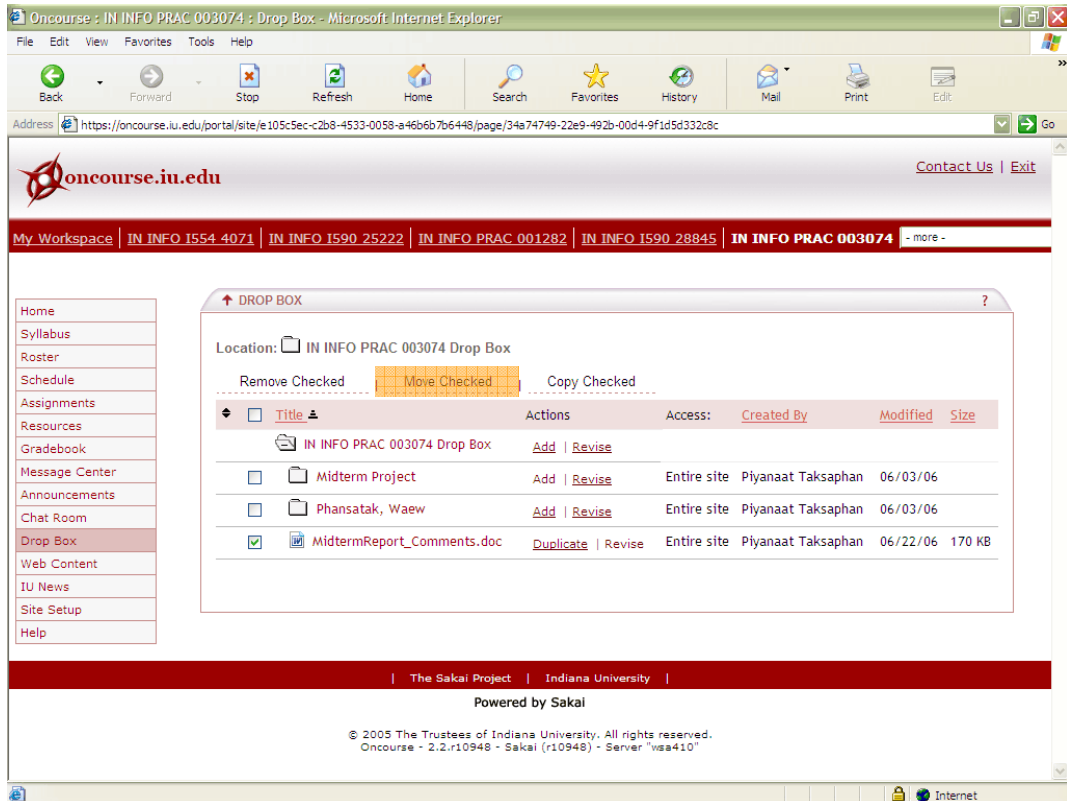 Oncourse : IN INFO PRAC 003074 : Drop Box - Microsoft Internet Explorer
File Edit View Favorites Tools Help
Back Forward Stop Refresh Home Search Favorites History Mail Print Edit
Address https://oncourse.iu.edu/portal/site/e105c5ec-c2b8-4533-0058-a46b6b7b6448/page/34a74749-22e9-492b-00d4-9f1d5d332c8c Go
oncourse.iu.edu
Contact Us | Exit
My Workspace | IN INFO I554 4071 | IN INFO I590 25222 | IN INFO PRAC 001282 | IN INFO I590 28845 | IN INFO PRAC 003074 - more -
Home
Syllabus
Roster
Schedule
Assignments
Resources
Gradebook
Message Center
Announcements
Chat Room
Drop Box
Web Content
IU News
Site Setup
Help
DROP BOX ?
Location: IN INFO PRAC 003074 Drop Box
Remove Checked | Move Checked | Copy Checked
Title Actions Access: Created By Modified Size
IN INFO PRAC 003074 Drop Box Add | Revise
Midterm Project Add | Revise Entire site Piyanaat Taksaphan 06/03/06
Phansatak, Waew Add | Revise Entire site Piyanaat Taksaphan 06/03/06
MidtermReport_Comments.doc Duplicate | Revise Entire site Piyanaat Taksaphan 06/22/06 170 KB
| The Sakai Project | Indiana University |
Powered by Sakai
© 2005 The Trustees of Indiana University. All rights reserved.
Oncourse - 2.2.r10948 - Sakai (r10948) - Server "wsa410"
Internet